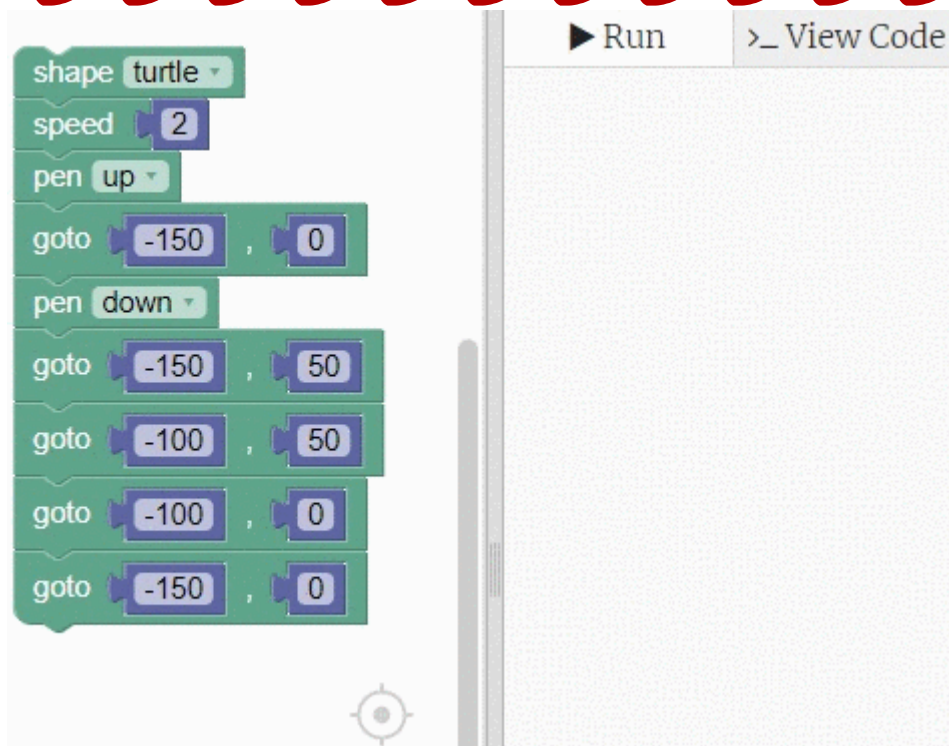 shape turtle
speed 2
pen up
goto -150 , 0
pen down
goto -150 , 50
goto -100 , 50
goto -100 , 0
goto -150 , 0
Run
>_ View Code